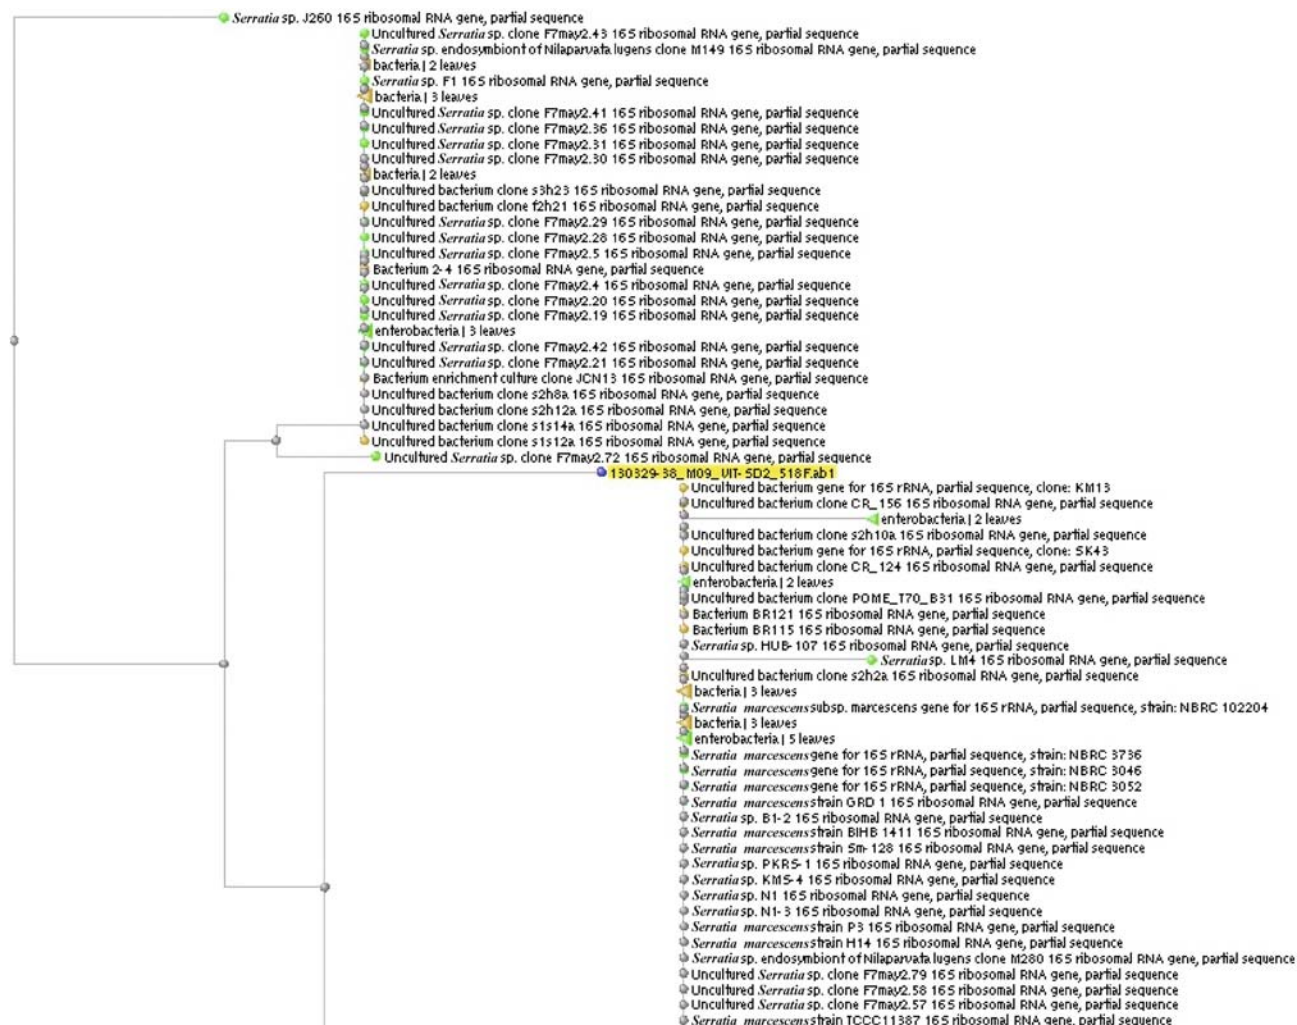 Serratia sp. J260 16S ribosomal RNA gene, partial sequence
Uncultured Serratia sp. clone F7may2.43 16S ribosomal RNA gene, partial sequence
Serratia sp. endosymbiont of Nilaparvata lugens clone M149 16S ribosomal RNA gene, partial sequence
bacteria | 2 leaves
Serratia sp. F1 16S ribosomal RNA gene, partial sequence
bacteria | 3 leaves
Uncultured Serratia sp. clone F7may2.41 16S ribosomal RNA gene, partial sequence
Uncultured Serratia sp. clone F7may2.36 16S ribosomal RNA gene, partial sequence
Uncultured Serratia sp. clone F7may2.31 16S ribosomal RNA gene, partial sequence
Uncultured Serratia sp. clone F7may2.30 16S ribosomal RNA gene, partial sequence
bacteria | 2 leaves
Uncultured bacterium clone s3h23 16S ribosomal RNA gene, partial sequence
Uncultured bacterium clone f2h21 16S ribosomal RNA gene, partial sequence
Uncultured Serratia sp. clone F7may2.29 16S ribosomal RNA gene, partial sequence
Uncultured Serratia sp. clone F7may2.28 16S ribosomal RNA gene, partial sequence
Uncultured Serratia sp. clone F7may2.5 16S ribosomal RNA gene, partial sequence
Bacterium 2-4 16S ribosomal RNA gene, partial sequence
Uncultured Serratia sp. clone F7may2.4 16S ribosomal RNA gene, partial sequence
Uncultured Serratia sp. clone F7may2.20 16S ribosomal RNA gene, partial sequence
Uncultured Serratia sp. clone F7may2.19 16S ribosomal RNA gene, partial sequence
enterobacteria | 3 leaves
Uncultured Serratia sp. clone F7may2.42 16S ribosomal RNA gene, partial sequence
Uncultured Serratia sp. clone F7may2.21 16S ribosomal RNA gene, partial sequence
Bacterium enrichment culture clone JCN13 16S ribosomal RNA gene, partial sequence
Uncultured bacterium clone s2h8a 16S ribosomal RNA gene, partial sequence
Uncultured bacterium clone s2h12a 16S ribosomal RNA gene, partial sequence
Uncultured bacterium clone s1s14a 16S ribosomal RNA gene, partial sequence
Uncultured bacterium clone s1s12a 16S ribosomal RNA gene, partial sequence
Uncultured Serratia sp. clone F7may2.72 16S ribosomal RNA gene, partial sequence
130329-38_M09_VIT-SD2_518F.ab1
Uncultured bacterium gene for 16S rRNA, partial sequence, clone: KM13
Uncultured bacterium clone CR_156 16S ribosomal RNA gene, partial sequence
enterobacteria | 2 leaves
Uncultured bacterium clone s2h10a 16S ribosomal RNA gene, partial sequence
Uncultured bacterium gene for 16S rRNA, partial sequence, clone: SK43
Uncultured bacterium clone CR_124 16S ribosomal RNA gene, partial sequence
enterobacteria | 2 leaves
Uncultured bacterium clone POME_T70_B31 16S ribosomal RNA gene, partial sequence
Bacterium BR121 16S ribosomal RNA gene, partial sequence
Bacterium BR115 16S ribosomal RNA gene, partial sequence
Serratia sp. HUB-107 16S ribosomal RNA gene, partial sequence
Serratia sp. LM4 16S ribosomal RNA gene, partial sequence
Uncultured bacterium clone s2h2a 16S ribosomal RNA gene, partial sequence
bacteria | 3 leaves
Serratia marcescens subsp. marcescens gene for 16S rRNA, partial sequence, strain: NBRC 102204
bacteria | 3 leaves
enterobacteria | 5 leaves
Serratia marcescens gene for 16S rRNA, partial sequence, strain: NBRC 3736
Serratia marcescens gene for 16S rRNA, partial sequence, strain: NBRC 3046
Serratia marcescens gene for 16S rRNA, partial sequence, strain: NBRC 3052
Serratia marcescens strain GRD 1 16S ribosomal RNA gene, partial sequence
Serratia sp. B1-2 16S ribosomal RNA gene, partial sequence
Serratia marcescens strain BIHB 1411 16S ribosomal RNA gene, partial sequence
Serratia marcescens strain Sm-128 16S ribosomal RNA gene, partial sequence
Serratia sp. PKRS-1 16S ribosomal RNA gene, partial sequence
Serratia sp. KMS-4 16S ribosomal RNA gene, partial sequence
Serratia sp. N1 16S ribosomal RNA gene, partial sequence
Serratia sp. N1-3 16S ribosomal RNA gene, partial sequence
Serratia marcescens strain P3 16S ribosomal RNA gene, partial sequence
Serratia marcescens strain H14 16S ribosomal RNA gene, partial sequence
Serratia sp. endosymbiont of Nilaparvata lugens clone M280 16S ribosomal RNA gene, partial sequence
Uncultured Serratia sp. clone F7may2.79 16S ribosomal RNA gene, partial sequence
Uncultured Serratia sp. clone F7may2.58 16S ribosomal RNA gene, partial sequence
Uncultured Serratia sp. clone F7may2.57 16S ribosomal RNA gene, partial sequence
Serratia marcescens strain TCCC11387 16S ribosomal RNA gene, partial sequence